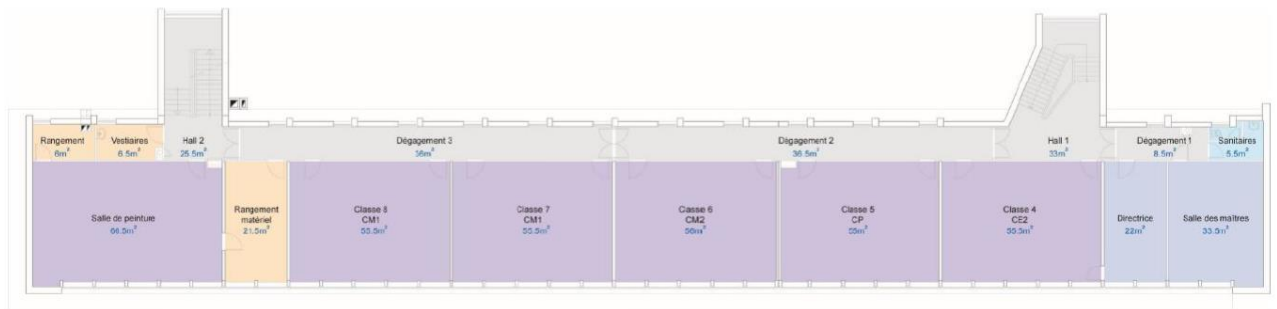 Rangement
6m²
Vestiaires
6.5m²
Hall 2
25.5m²
Dégagement 3
38m²
Dégagement 2
36.5m²
Hall 1
33m²
Dégagement 1
8.5m²
Sanitaires
5.5m²
Salle de peinture
66.5m²
Rangement
matériel
21.5m²
Classe 8
CM1
55.5m²
Classe 7
CM1
55.5m²
Classe 6
CM2
56m²
Classe 5
CP
55m²
Classe 4
CE2
55.5m²
Directrice
22m²
Salle des maîtres
33.5m²